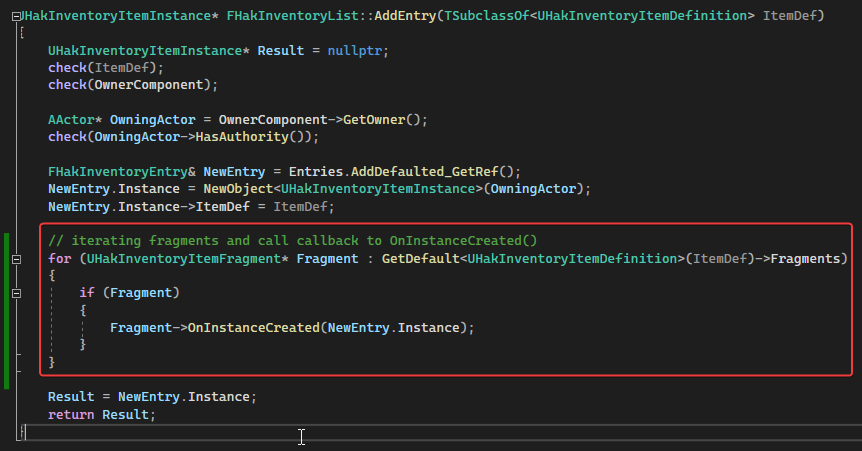 UHakInventoryItemInstance* FHakInventoryList::AddEntry(TSubclassOf<UHakInventoryItemDefinition> ItemDef)
{
UHakInventoryItemInstance* Result = nullptr;
check(ItemDef);
check(OwnerComponent);
AActor* OwningActor = OwnerComponent->GetOwner();
check(OwningActor->HasAuthority());
FHakInventoryEntry& NewEntry = Entries.AddDefaulted_GetRef();
NewEntry.Instance = NewObject<UHakInventoryItemInstance>(OwningActor);
NewEntry.Instance->ItemDef = ItemDef;
// iterating fragments and call callback to OnInstanceCreated()
for (UHakInventoryItemFragment* Fragment : GetDefault<UHakInventoryItemDefinition>(ItemDef)->Fragments)
{
if (Fragment)
{
Fragment->OnInstanceCreated(NewEntry.Instance);
}
}
Result = NewEntry.Instance;
return Result;
}